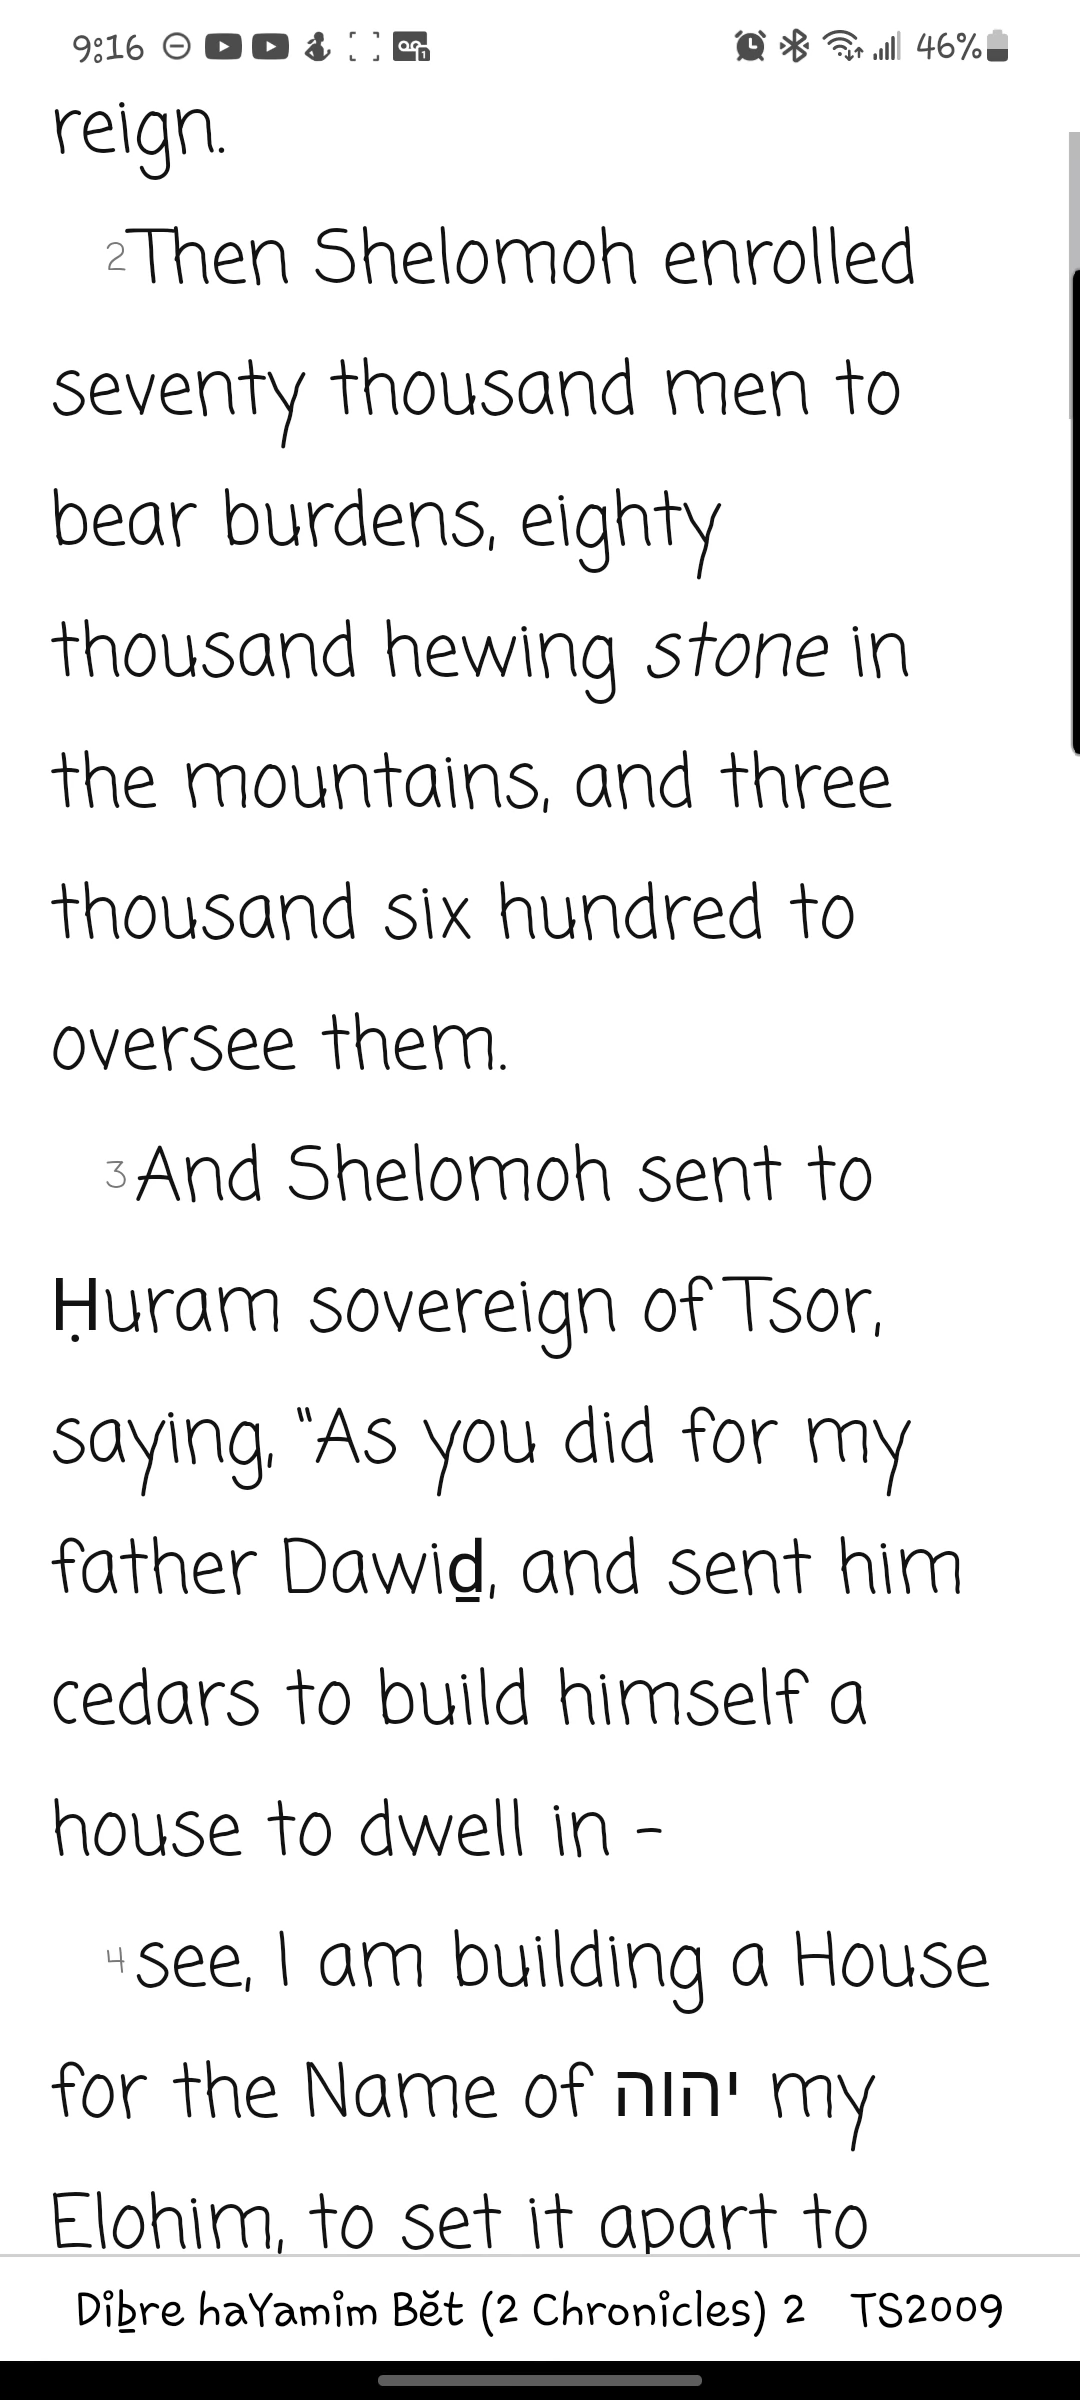 9:16 46%
reign.
2Then Shelomoh enrolled
seventy thousand men to
bear burdens, eighty
thousand hewing stone in
the mountains, and three
thousand six hundred to
oversee them.
3And Shelomoh sent to
Ḥuram sovereign of Tsor,
saying, "As you did for my
father Dawiḏ, and sent him
cedars to build himself a
house to dwell in -
4see, I am building a House
for the Name of יהוה my
Elohim, to set it apart to
Diḇre haYamim Bĕt (2 Chronicles) 2 TS2009